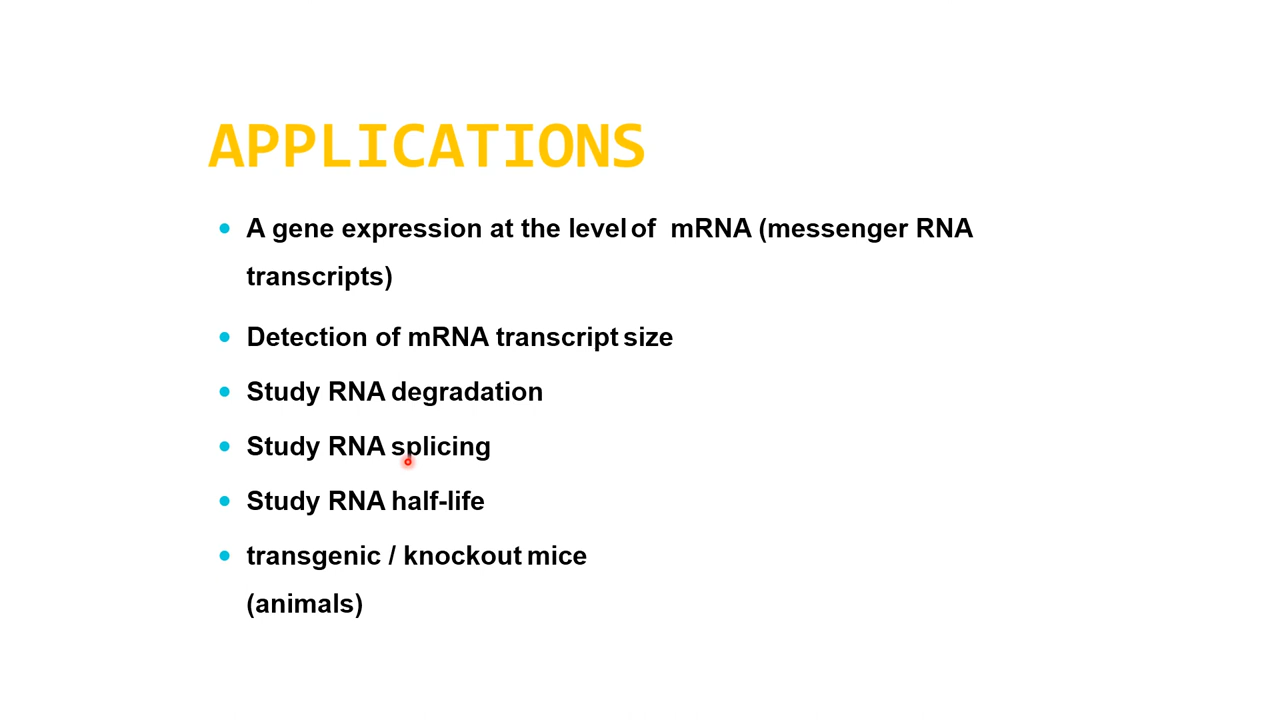 APPLICATIONS
A gene expression at the level of mRNA (messenger RNA
transcripts)
Detection of mRNA transcript size
Study RNA degradation
Study RNA splicing
Study RNA half-life
transgenic / knockout mice
(animals)